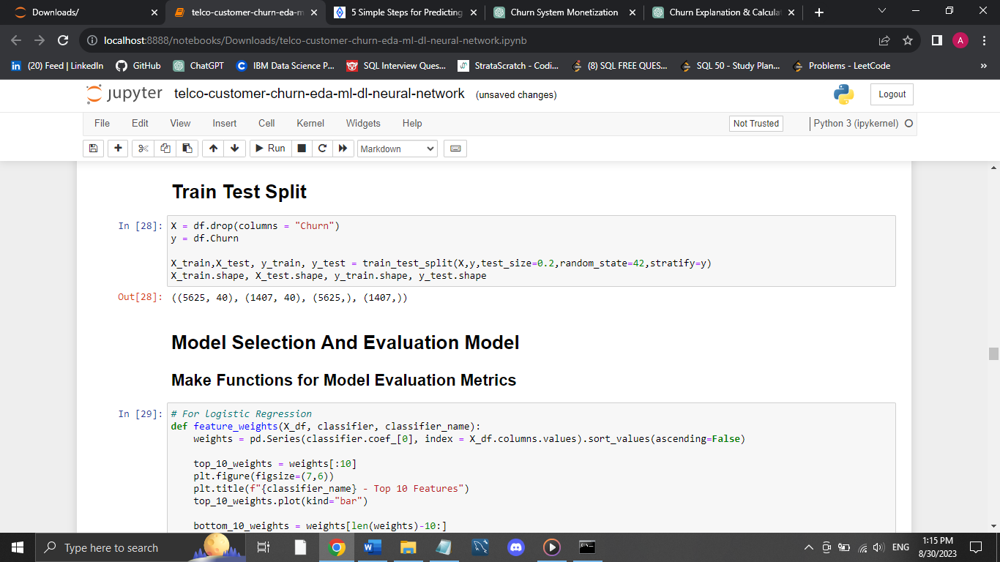 Downloads/
telco-customer-churn-eda-m
5 Simple Steps for Predicting
Churn System Monetization
Churn Explanation & Calcula
localhost:8888/notebooks/Downloads/telco-customer-churn-eda-ml-dl-neural-network.ipynb
A
(20) Feed | LinkedIn
GitHub
ChatGPT
IBM Data Science P...
SQL Interview Ques...
StrataScratch - Codi...
(8) SQL FREE QUES...
SQL 50 - Study Plan...
Problems - LeetCode
jupyter telco-customer-churn-eda-ml-dl-neural-network (unsaved changes)
Logout
File Edit View Insert Cell Kernel Widgets Help
Not Trusted
Python 3 (ipykernel)
Run
Markdown
Train Test Split
In [28]: X = df.drop(columns = "Churn")
y = df.Churn
X_train,X_test, y_train, y_test = train_test_split(X,y,test_size=0.2,random_state=42,stratify=y)
X_train.shape, X_test.shape, y_train.shape, y_test.shape
Out[28]: ((5625, 40), (1407, 40), (5625,), (1407,))
Model Selection And Evaluation Model
Make Functions for Model Evaluation Metrics
In [29]: # For logistic Regression
def feature_weights(X_df, classifier, classifier_name):
weights = pd.Series(classifier.coef_[0], index = X_df.columns.values).sort_values(ascending=False)
top_10_weights = weights[:10]
plt.figure(figsize=(7,6))
plt.title(f"{classifier_name} - Top 10 Features")
top_10_weights.plot(kind="bar")
bottom_10_weights = weights[len(weights)-10:]
Type here to search
ENG
1:15 PM
8/30/2023